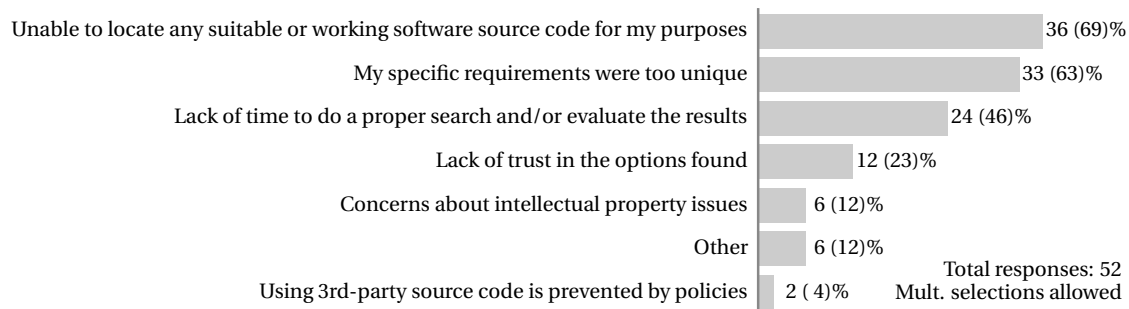 Unable to locate any suitable or working software source code for my purposes 36 (69)%
My specific requirements were too unique 33 (63)%
Lack of time to do a proper search and/or evaluate the results 24 (46)%
Lack of trust in the options found 12 (23)%
Concerns about intellectual property issues 6 (12)%
Other 6 (12)%
Total responses: 52
Using 3rd-party source code is prevented by policies 2 ( 4)%
Mult. selections allowed